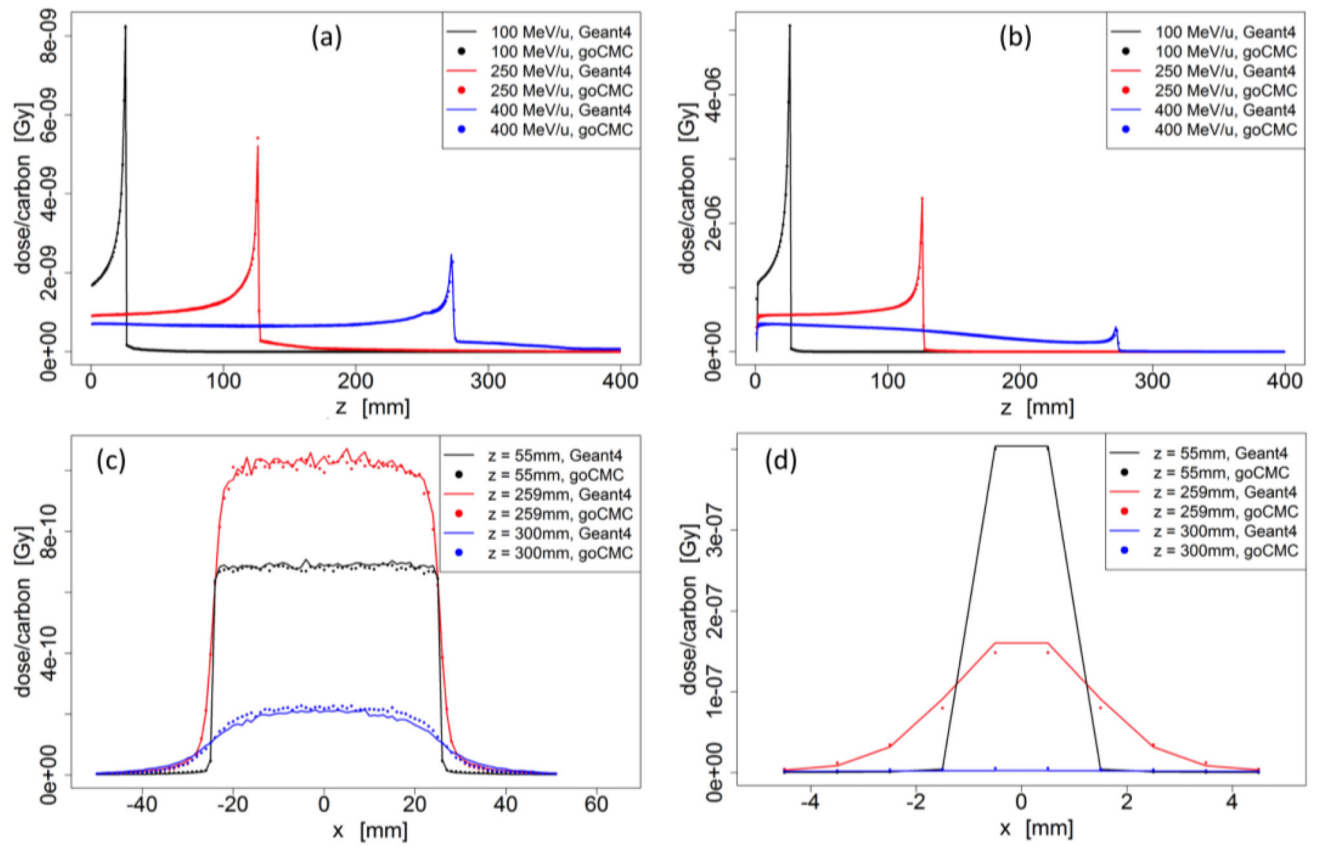 (a)
100 MeV/u, Geant4
100 MeV/u, goCMC
250 MeV/u, Geant4
250 MeV/u, goCMC
400 MeV/u, Geant4
400 MeV/u, goCMC
dose/carbon [Gy]
8e-09
6e-09
4e-09
2e-09
0e+00
0 100 200 300 400
z [mm]
(b)
100 MeV/u, Geant4
100 MeV/u, goCMC
250 MeV/u, Geant4
250 MeV/u, goCMC
400 MeV/u, Geant4
400 MeV/u, goCMC
dose/carbon [Gy]
4e-06
2e-06
0e+00
0 100 200 300 400
z [mm]
(c)
z = 55mm, Geant4
z = 55mm, goCMC
z = 259mm, Geant4
z = 259mm, goCMC
z = 300mm, Geant4
z = 300mm, goCMC
dose/carbon [Gy]
8e-10
4e-10
0e+00
-40 -20 0 20 40 60
x [mm]
(d)
z = 55mm, Geant4
z = 55mm, goCMC
z = 259mm, Geant4
z = 259mm, goCMC
z = 300mm, Geant4
z = 300mm, goCMC
dose/carbon [Gy]
3e-07
2e-07
1e-07
0e+00
-4 -2 0 2 4
x [mm]